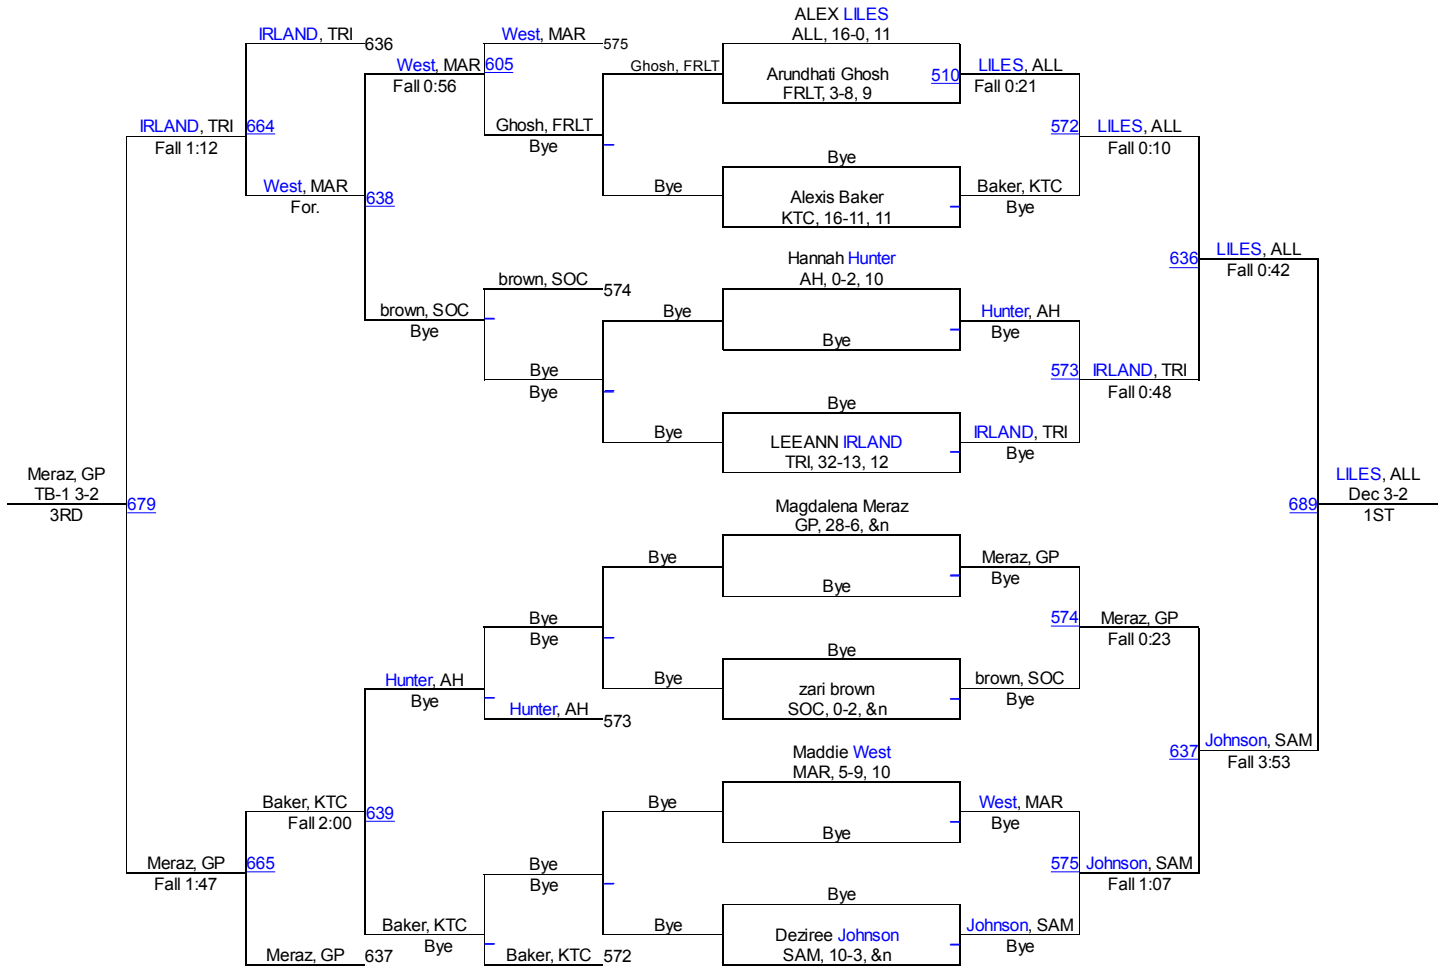 ALEX LILES
IRLAND, TRI 636
West, MAR 575
ALL, 16-0, 11
West, MAR 605
Ghosh, FRLT
Arundhati Ghosh 510
LILES, ALL
Fall 0:56
FRLT, 3-8, 9
Fall 0:21
IRLAND, TRI 664
Ghosh, FRLT
572 LILES, ALL
Fall 1:12
Bye
Fall 0:10
Bye
West, MAR
Bye
Alexis Baker
Baker, KTC
For.
638
KTC, 16-11, 11
Bye
Hannah Hunter
636 LILES, ALL
brown, SOC 574
AH, 0-2, 10
Fall 0:42
brown, SOC
Bye
Hunter, AH
Bye
Bye
Bye
Bye
573 IRLAND, TRI
Bye
Fall 0:48
Bye
Bye
LEEANN IRLAND
IRLAND, TRI
TRI, 32-13, 12
Bye
Meraz, GP
LILES, ALL
TB-1 3-2
Dec 3-2
679
Magdalena Meraz
689
3RD
GP, 28-6, &n
1ST
Bye
Meraz, GP
Bye
Bye
Bye
574 Meraz, GP
Bye
Fall 0:23
Bye
Hunter, AH
Bye
zari brown
brown, SOC
Bye
SOC, 0-2, &n
Bye
Hunter, AH 573
Maddie West
637 Johnson, SAM
MAR, 5-9, 10
Fall 3:53
Baker, KTC
Bye
West, MAR
Fall 2:00
639
Bye
Bye
Meraz, GP 665
Bye
575 Johnson, SAM
Fall 1:47
Bye
Fall 1:07
Bye
Baker, KTC
Bye
Deziree Johnson
Johnson, SAM
Bye
Meraz, GP 637
Baker, KTC 572
SAM, 10-3, &n
Bye